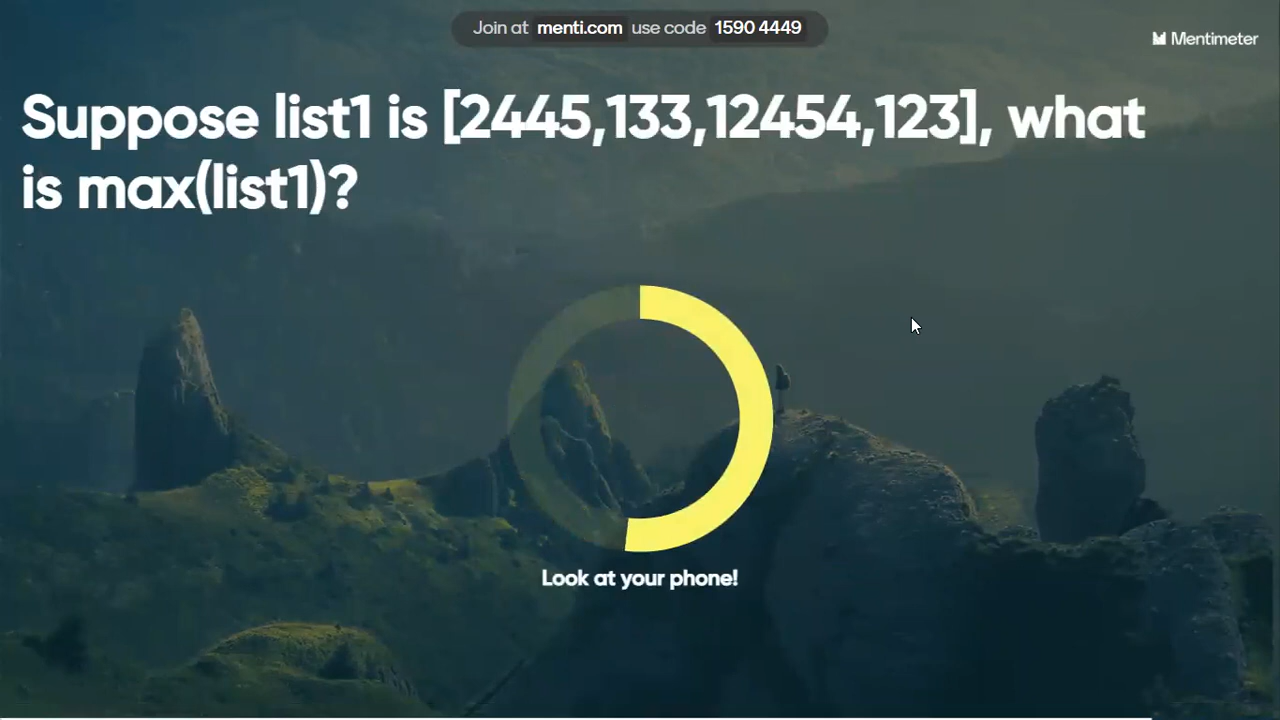 Join at menti.com use code 1590 4449
Mentimeter
Suppose list1 is [2445,133,12454,123], what
is max(list1)?
Look at your phone!